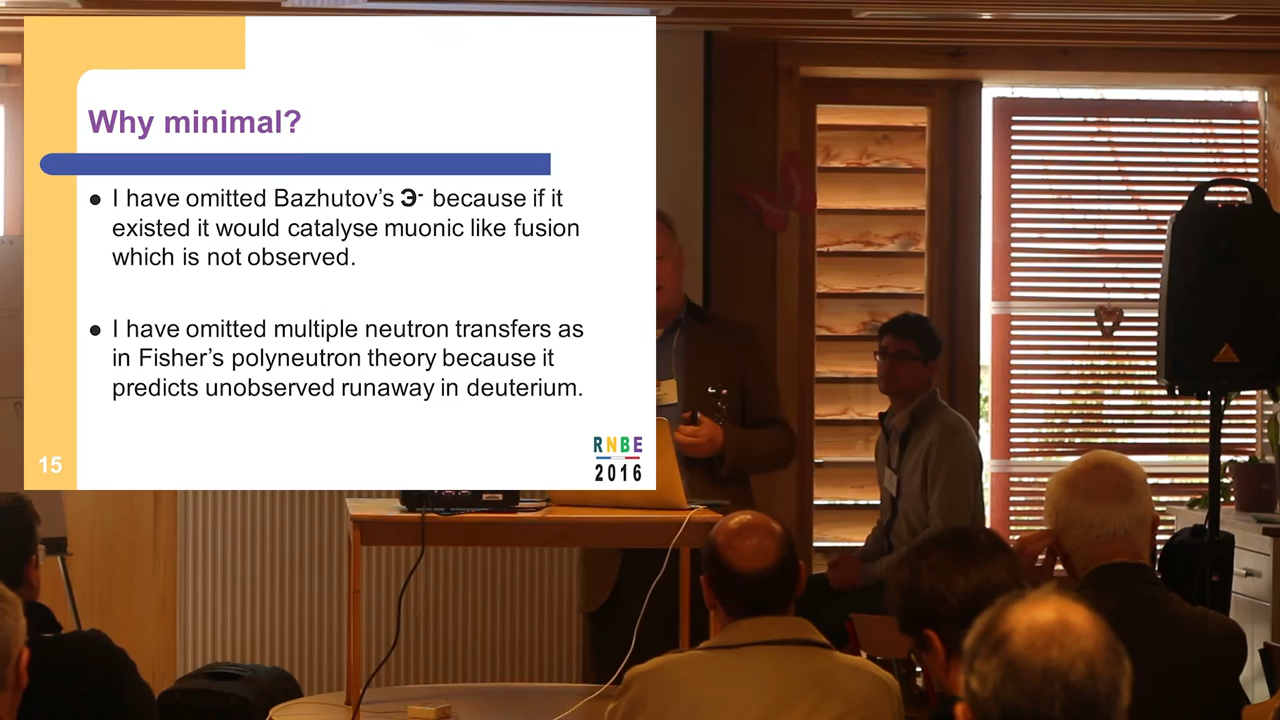 Why minimal?
● I have omitted Bazhutov’s Э- because if it
existed it would catalyse muonic like fusion
which is not observed.
● I have omitted multiple neutron transfers as
in Fisher’s polyneutron theory because it
predicts unobserved runaway in deuterium.
15
RNBE
2016